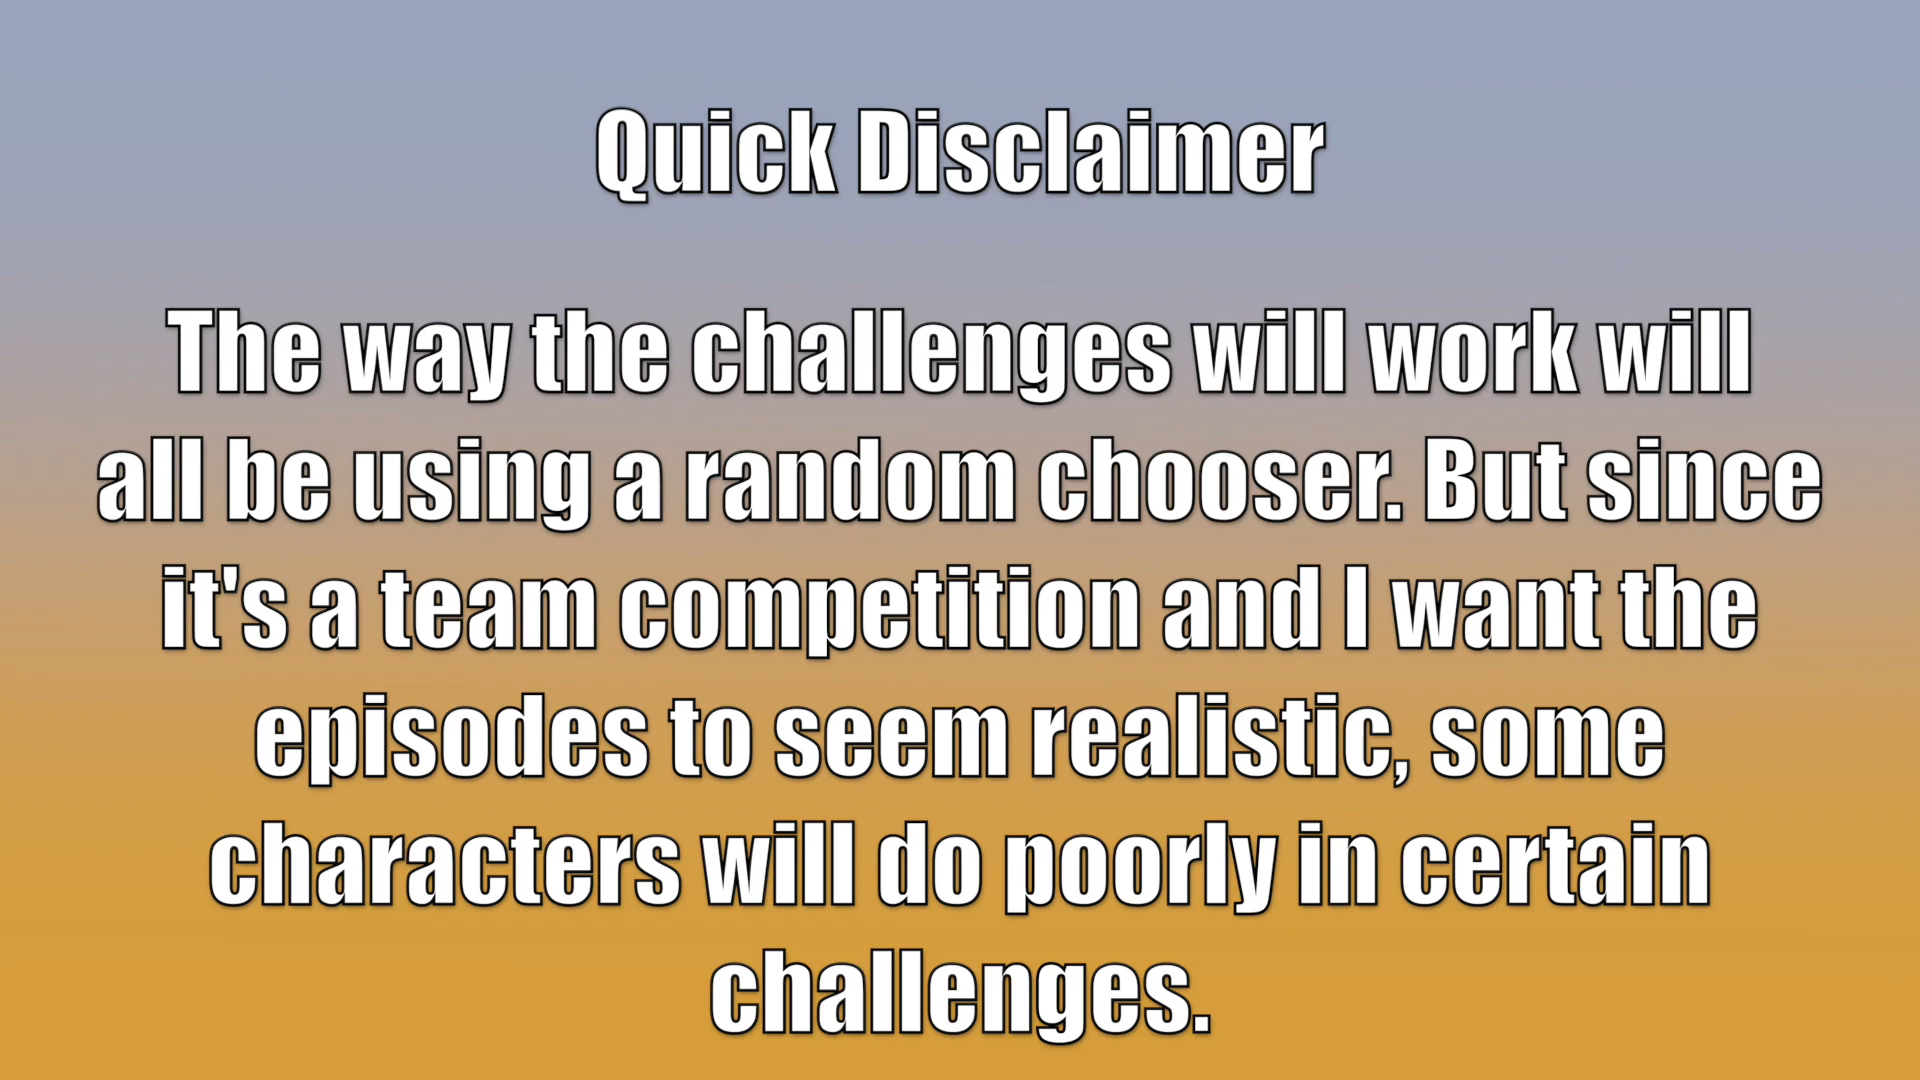 Quick Disclaimer
The way the challenges will work will
all be using a random chooser. But since
it's a team competition and I want the
episodes to seem realistic, some
characters will do poorly in certain
challenges.